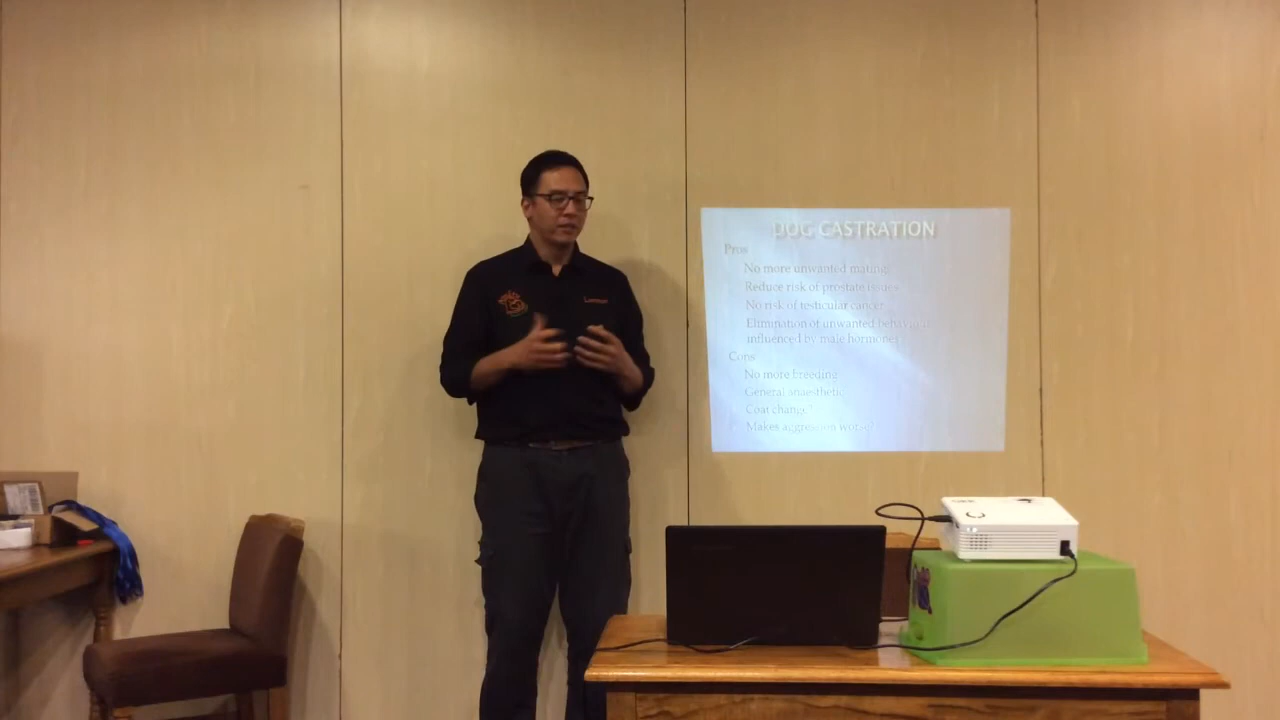 DOG CASTRATION
Pros
No more unwanted mating
Reduce risk of prostate issues
No risk of testicular cancer
Elimination of unwanted behaviour
influenced by male hormones
Cons
No more breeding
General anaesthetic
Coat change?
Makes aggression worse?